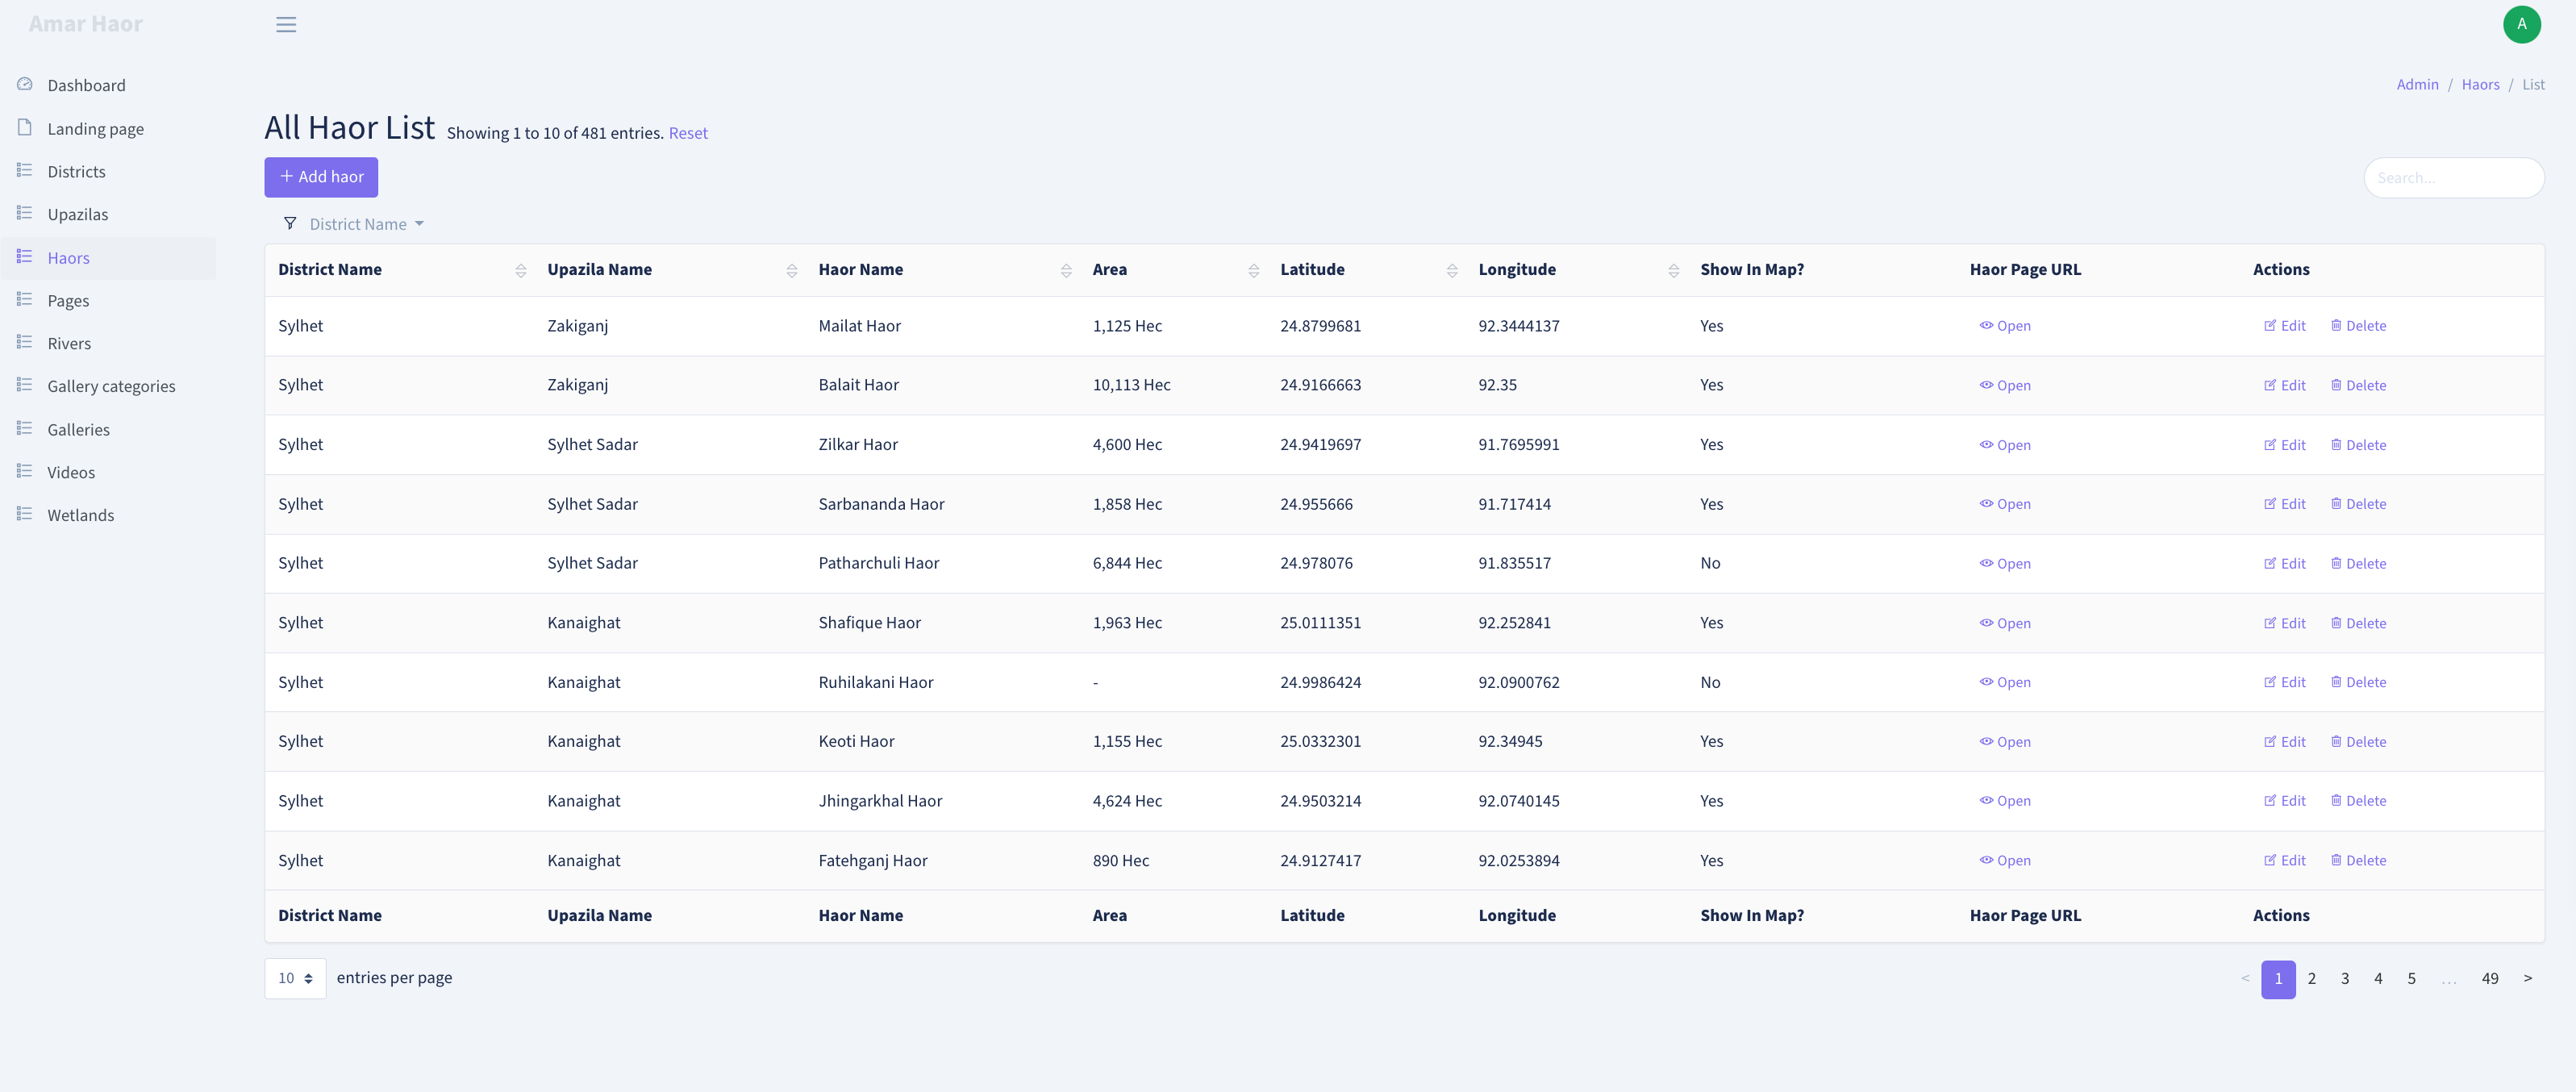 Amar Haor
A
Dashboard
Landing page
Districts
Upazilas
Haors
Pages
Rivers
Gallery categories
Galleries
Videos
Wetlands
Admin / Haors / List
All Haor List Showing 1 to 10 of 481 entries. Reset
+ Add haor
Search...
District Name
District Name Upazila Name Haor Name Area Latitude Longitude Show In Map? Haor Page URL Actions
Sylhet Zakiganj Mailat Haor 1,125 Hec 24.8799681 92.3444137 Yes Open Edit Delete
Sylhet Zakiganj Balait Haor 10,113 Hec 24.9166663 92.35 Yes Open Edit Delete
Sylhet Sylhet Sadar Zilkar Haor 4,600 Hec 24.9419697 91.7695991 Yes Open Edit Delete
Sylhet Sylhet Sadar Sarbananda Haor 1,858 Hec 24.955666 91.717414 Yes Open Edit Delete
Sylhet Sylhet Sadar Patharchuli Haor 6,844 Hec 24.978076 91.835517 No Open Edit Delete
Sylhet Kanaighat Shafique Haor 1,963 Hec 25.0111351 92.252841 Yes Open Edit Delete
Sylhet Kanaighat Ruhilakani Haor - 24.9986424 92.0900762 No Open Edit Delete
Sylhet Kanaighat Keoti Haor 1,155 Hec 25.0332301 92.34945 Yes Open Edit Delete
Sylhet Kanaighat Jhingarkhal Haor 4,624 Hec 24.9503214 92.0740145 Yes Open Edit Delete
Sylhet Kanaighat Fatehganj Haor 890 Hec 24.9127417 92.0253894 Yes Open Edit Delete
District Name Upazila Name Haor Name Area Latitude Longitude Show In Map? Haor Page URL Actions
10 entries per page
< 1 2 3 4 5 ... 49 >